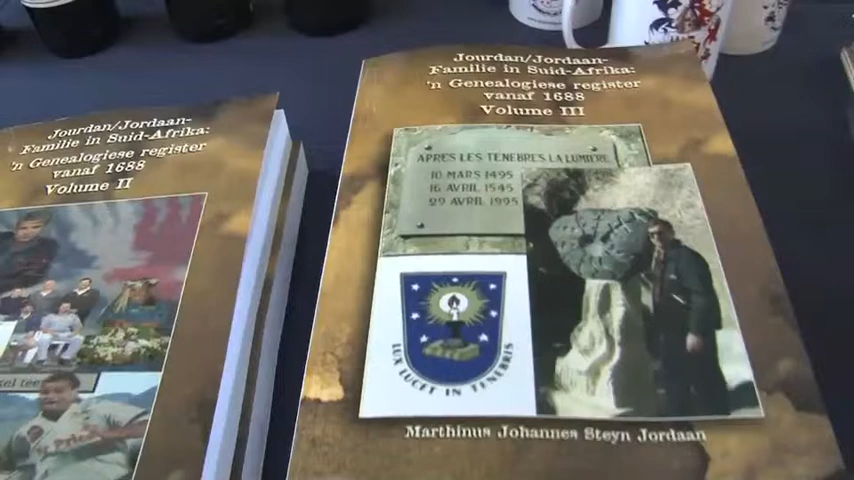 Jourdan/Jordaan-
Familie in Suid-Afrika:
'n Genealogiese register
vanaf 1688
Volume II
Jourdan/Jordaan-
Familie in Suid-Afrika:
'n Genealogiese register
vanaf 1688
Volume III
APRES LES TENEBRES LA LUMIERE
10 MARS 1495
16 AVRIL 1545
29 AVRIL 1995
LUX LUCET IN TENEBRIS
Marthinus Johannes Steyn Jordaan